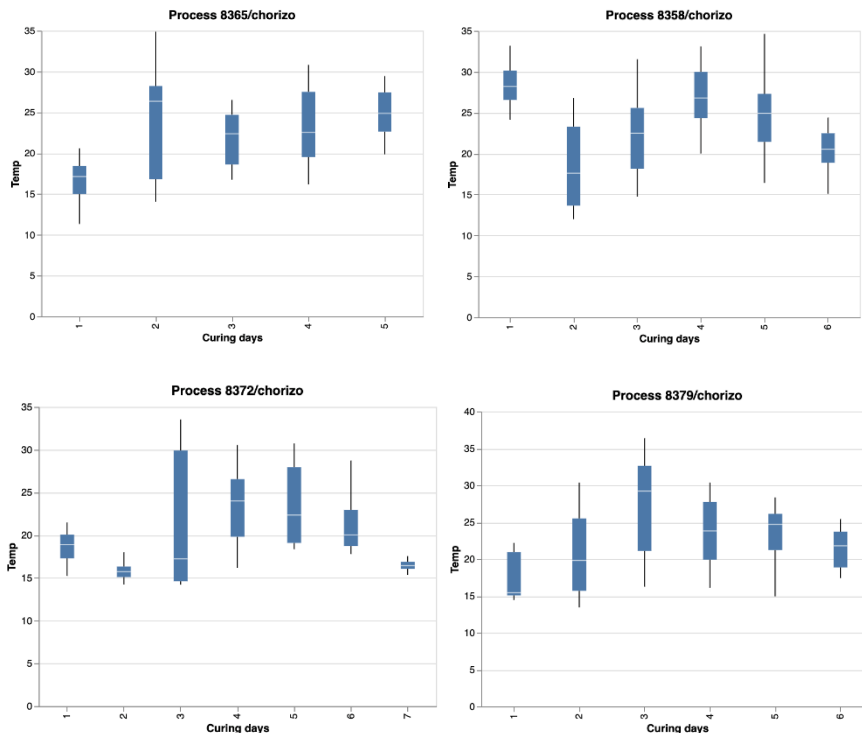 Process 8365/chorizo
35
30
25
20
15
10
5
0
Temp
1 2 3 4 5
Curing days
Process 8358/chorizo
35
30
25
20
15
10
5
0
Temp
1 2 3 4 5 6
Curing days
Process 8372/chorizo
35
30
25
20
15
10
5
0
Temp
1 2 3 4 5 6 7
Curing days
Process 8379/chorizo
40
35
30
25
20
15
10
5
0
Temp
1 2 3 4 5 6
Curing days